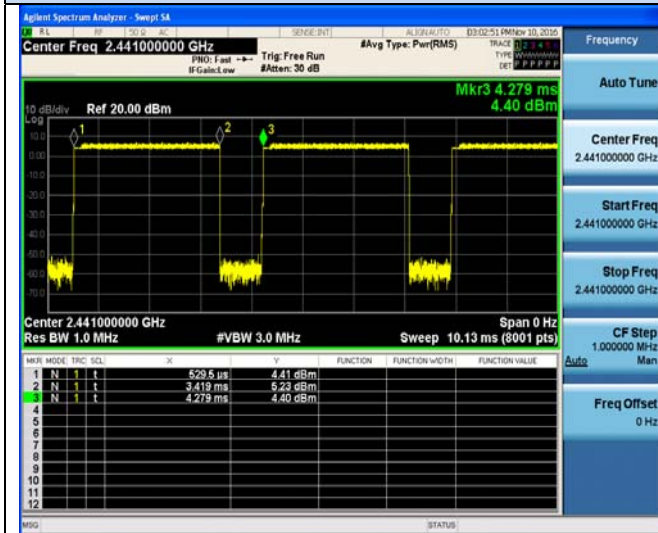 Agilent Spectrum Analyzer - Swept SA
RL RF 50 Ω AC SENSE:INT ALIGNAUTO 03:02:51 PM Nov 10, 2016
Center Freq 2.441000000 GHz
PNO: Fast Trig: Free Run #Avg Type: Pwr(RMS) TRACE 1 2 3 4 5 6
IFGain:Low #Atten: 30 dB TYPE
DET P P P P P P
Mkr3 4.279 ms
10 dB/div Ref 20.00 dBm 4.40 dBm
Log
10.0
0.00
-10.0
-20.0
-30.0
-40.0
-50.0
-60.0
-70.0
1 2 3
Center 2.441000000 GHz Span 0 Hz
Res BW 1.0 MHz #VBW 3.0 MHz Sweep 10.13 ms (8001 pts)
MKR MODE TRC SCL X Y FUNCTION FUNCTION WIDTH FUNCTION VALUE
1 N 1 t 529.5 µs 4.41 dBm
2 N 1 t 3.419 ms 5.23 dBm
3 N 1 t 4.279 ms 4.40 dBm
4
5
6
7
8
9
10
11
12
MSG STATUS
Frequency
Auto Tune
Center Freq
2.441000000 GHz
Start Freq
2.441000000 GHz
Stop Freq
2.441000000 GHz
CF Step
1.000000 MHz
Auto Man
Freq Offset
0 Hz